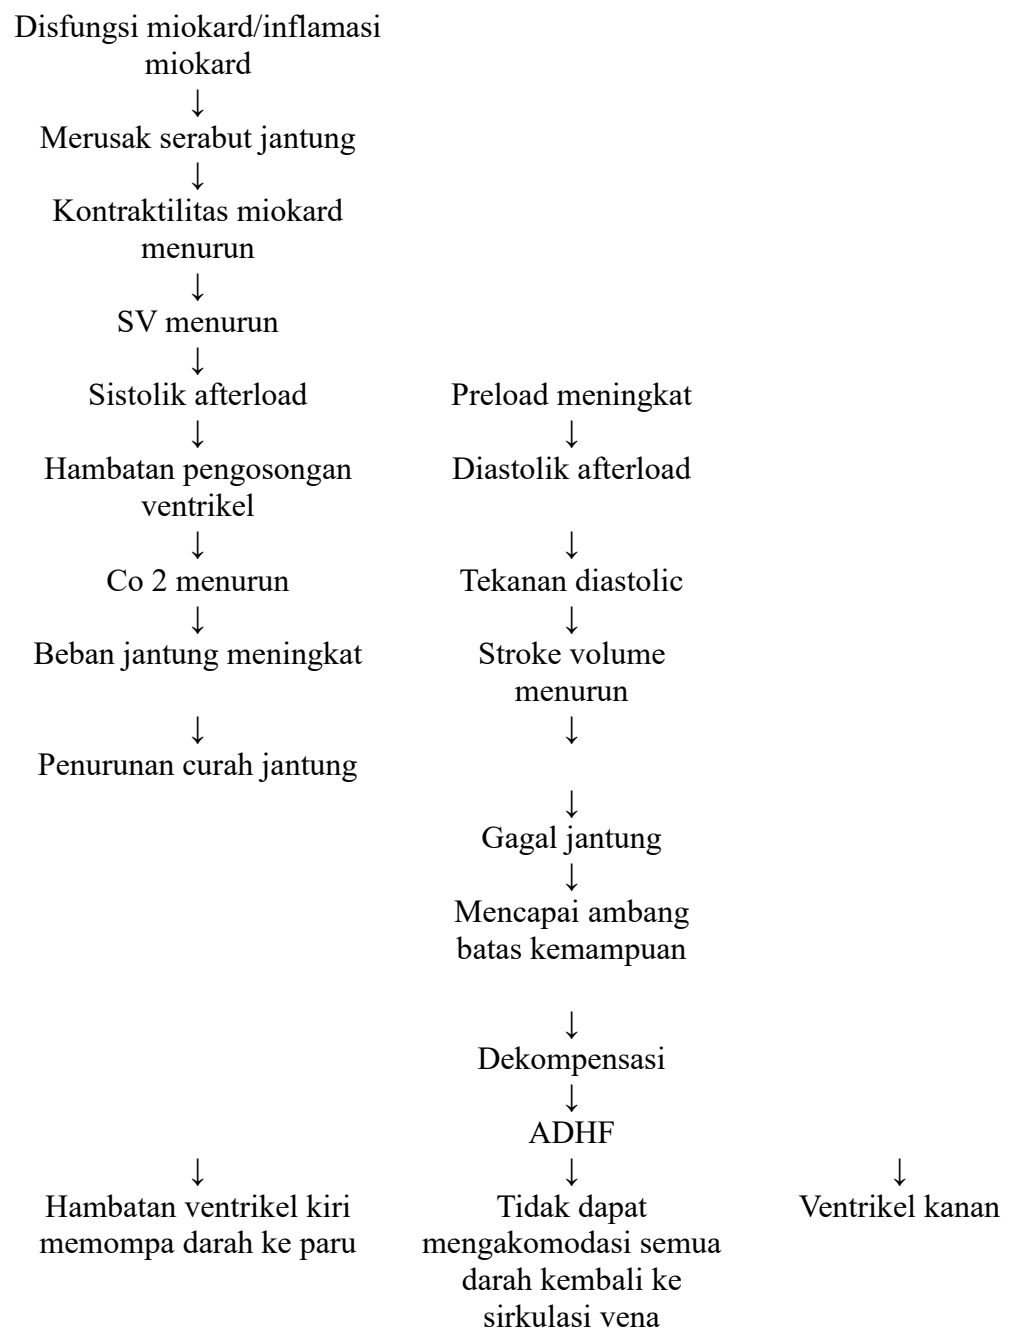 Disfungsi miokard/inflamasi
miokard
↓
Merusak serabut jantung
↓
Kontraktilitas miokard
menurun
↓
SV menurun
↓
Sistolik afterload
↓
Hambatan pengosongan
ventrikel
↓
Co 2 menurun
↓
Beban jantung meningkat
↓
Penurunan curah jantung
Preload meningkat
↓
Diastolik afterload
↓
Tekanan diastolic
↓
Stroke volume
menurun
↓
↓
Gagal jantung
↓
Mencapai ambang
batas kemampuan
↓
Dekompensasi
↓
ADHF
↓
Hambatan ventrikel kiri
memompa darah ke paru
↓
Tidak dapat
mengakomodasi semua
darah kembali ke
sirkulasi vena
↓
Ventrikel kanan